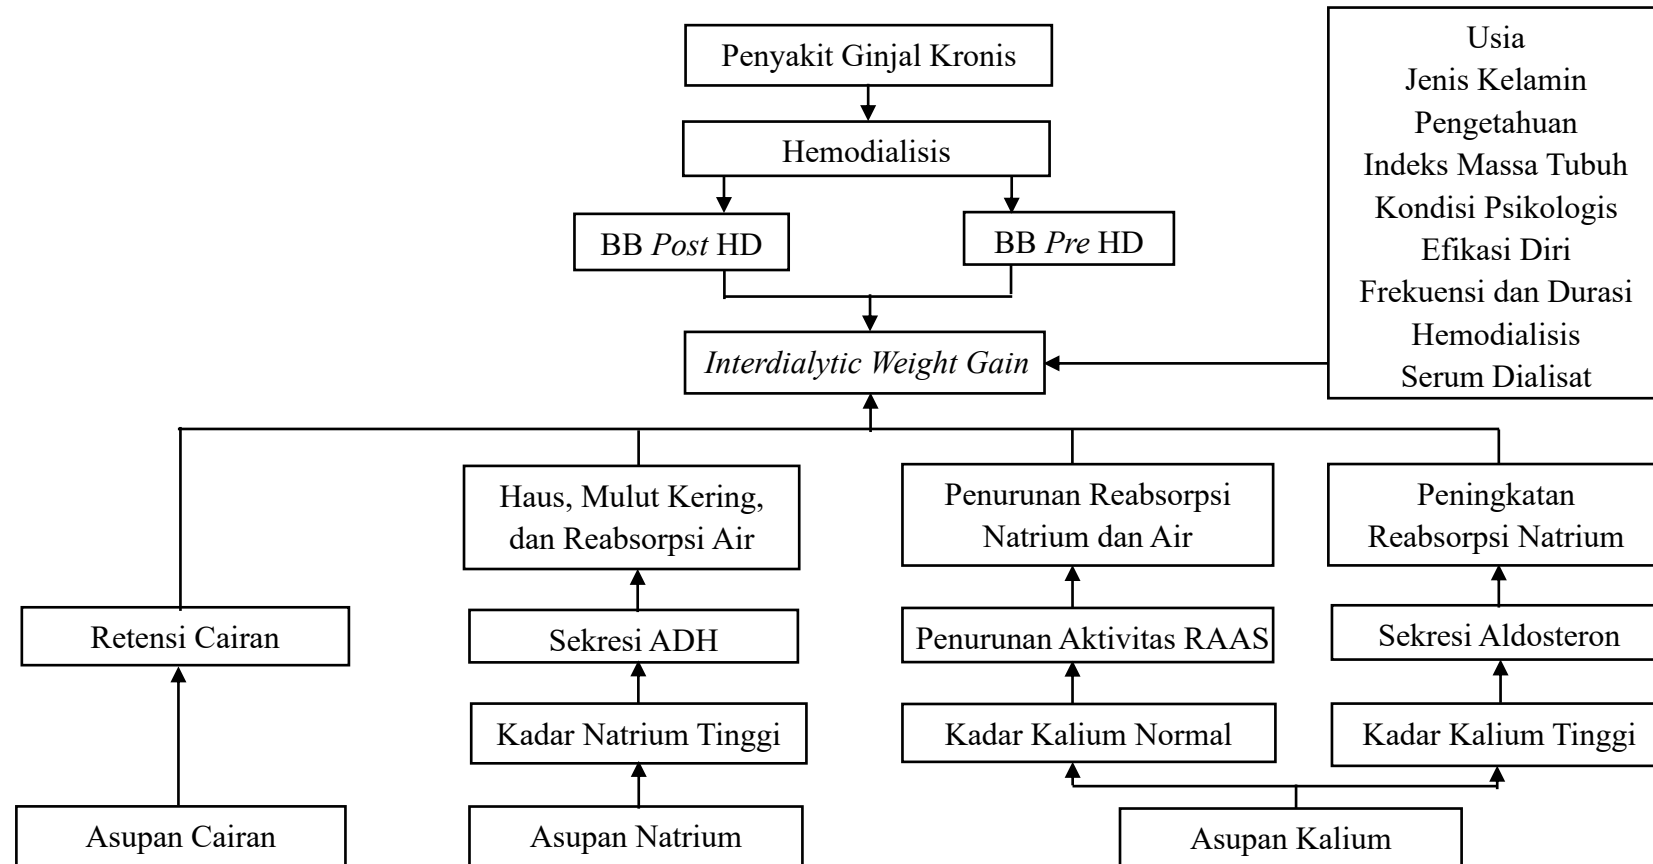 Penyakit Ginjal Kronis
Hemodialisis
BB Post HD
BB Pre HD
Interdialytic Weight Gain
Usia
Jenis Kelamin
Pengetahuan
Indeks Massa Tubuh
Kondisi Psikologis
Efikasi Diri
Frekuensi dan Durasi
Hemodialisis
Serum Dialisat
Haus, Mulut Kering,
dan Reabsorpsi Air
Penurunan Reabsorpsi
Natrium dan Air
Peningkatan
Reabsorpsi Natrium
Retensi Cairan
Sekresi ADH
Penurunan Aktivitas RAAS
Sekresi Aldosteron
Kadar Natrium Tinggi
Kadar Kalium Normal
Kadar Kalium Tinggi
Asupan Cairan
Asupan Natrium
Asupan Kalium